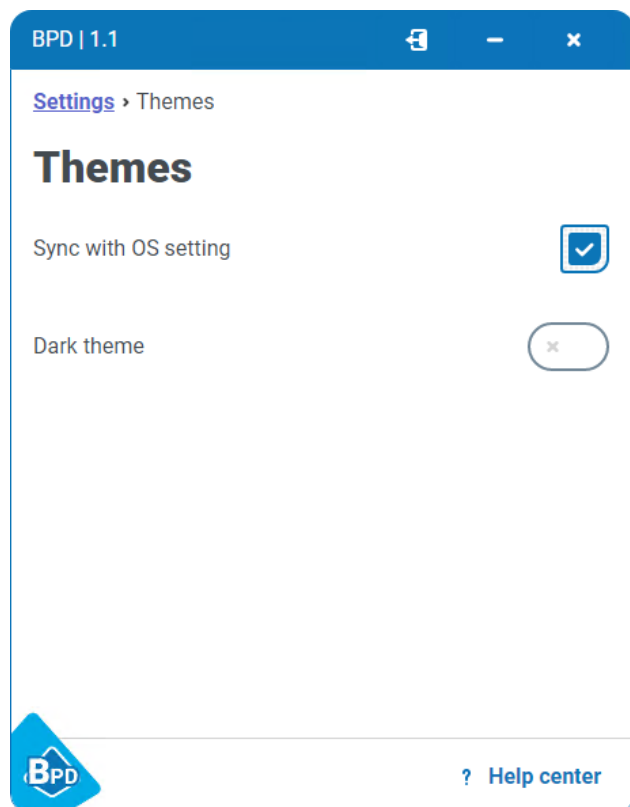 BPD | 1.1
Settings › Themes
Themes
Sync with OS setting
Dark theme
BPD
? Help center